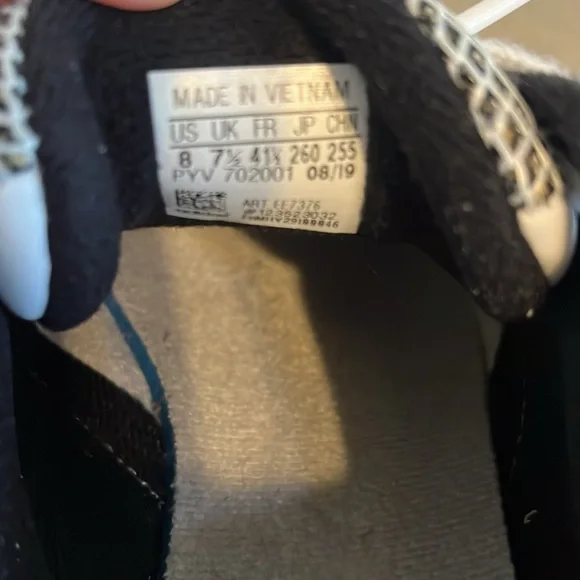 MADE IN VIETNAM
US UK FR JP CHN
8 7½ 41⅓ 260 255
PYV 702001 08/19
ART EE7376